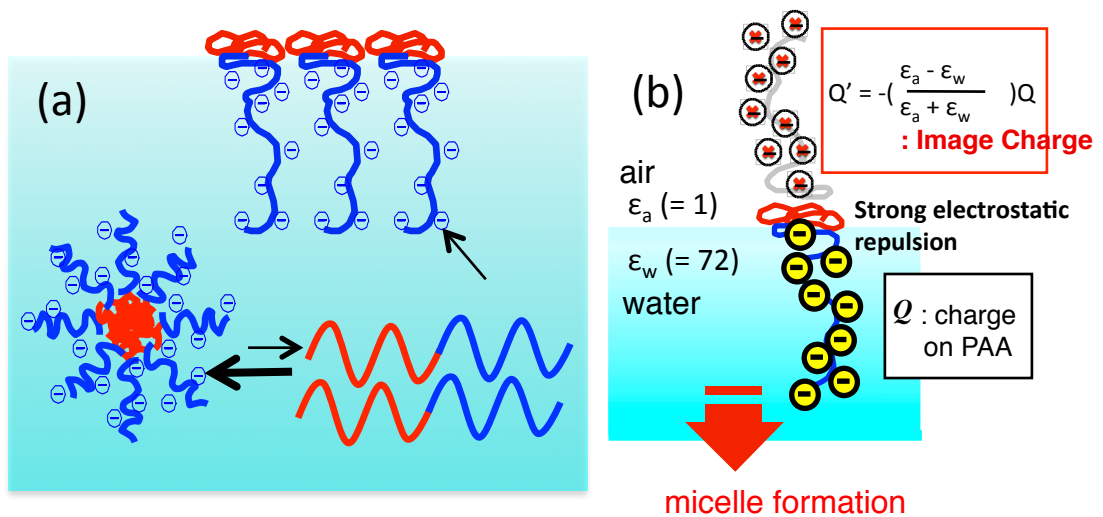 (a)
(b)
Q' = -( εa - εw / εa + εw )Q
: Image Charge
air
εa (= 1)
Strong electrostatic
repulsion
εw (= 72)
water
Q : charge
on PAA
micelle formation